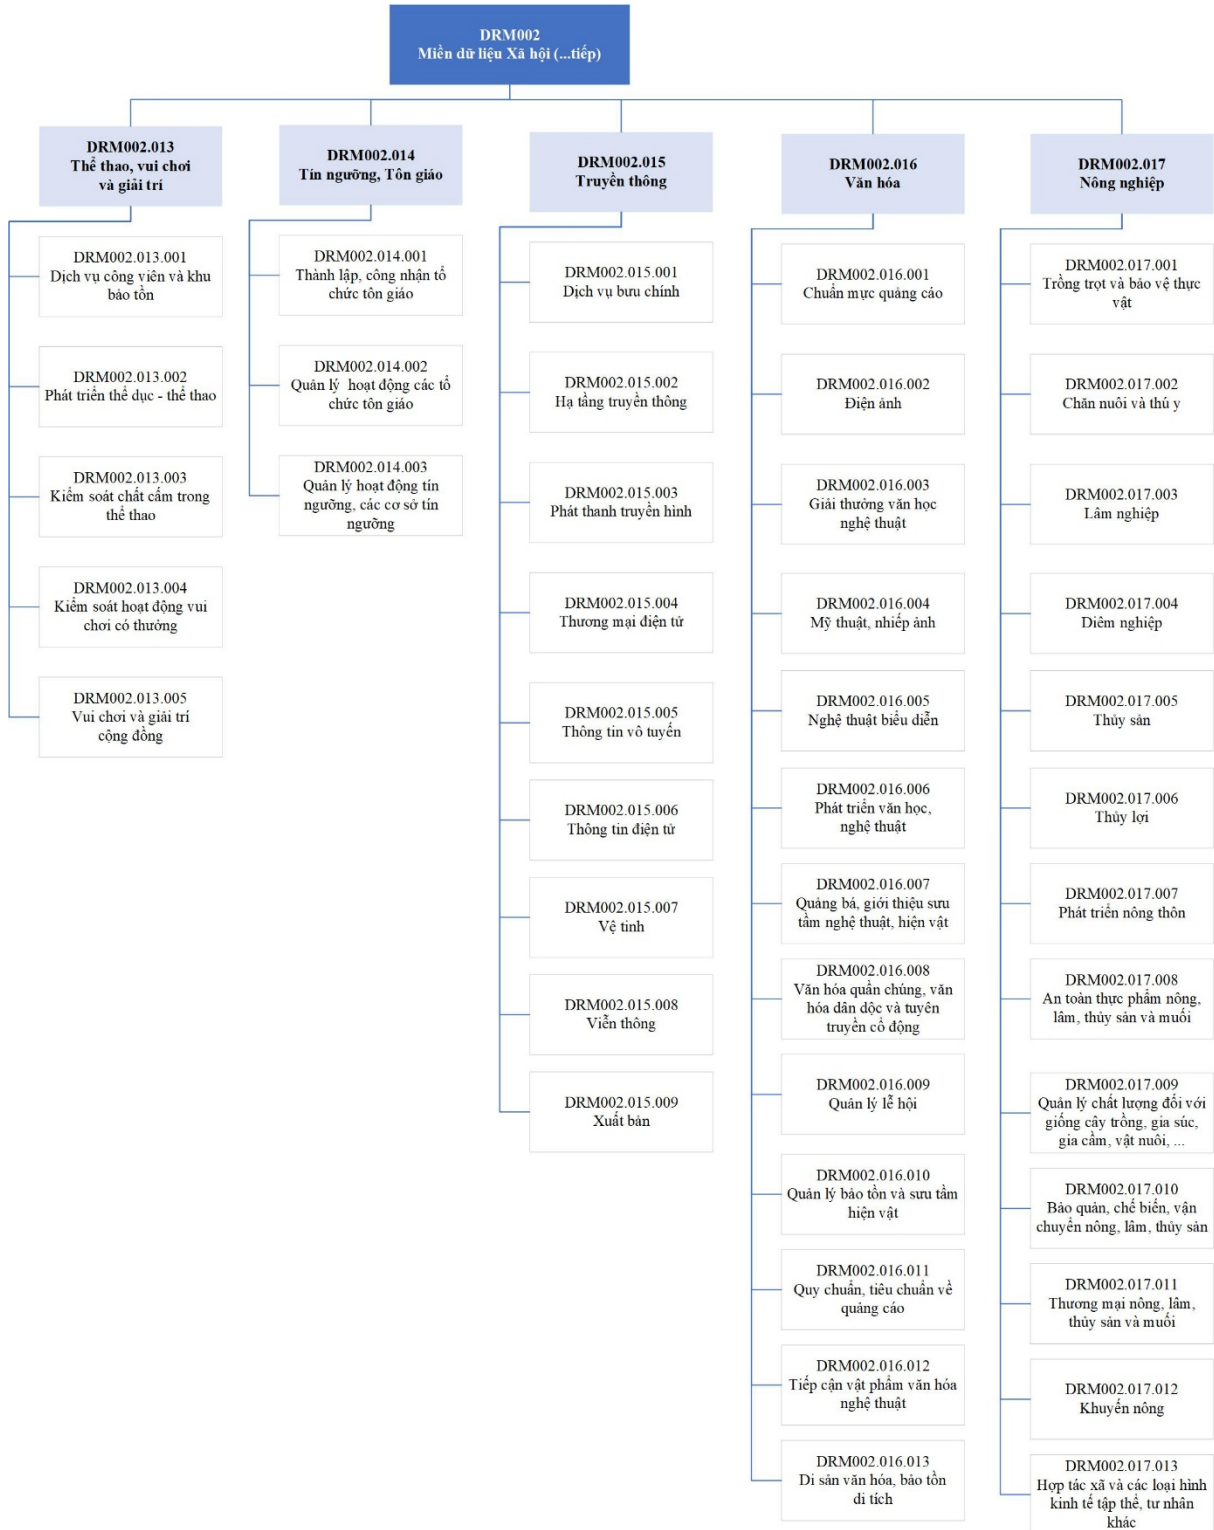 DRM002
Miền dữ liệu Xã hội (...tiếp)
DRM002.013
Thể thao, vui chơi
và giải trí
DRM002.013.001
Dịch vụ công viên và khu
bảo tồn
DRM002.013.002
Phát triển thể dục - thể thao
DRM002.013.003
Kiểm soát chất cấm trong
thể thao
DRM002.013.004
Kiểm soát hoạt động vui
chơi có thưởng
DRM002.013.005
Vui chơi và giải trí
cộng đồng
DRM002.014
Tín ngưỡng, Tôn giáo
DRM002.014.001
Thành lập, công nhận tổ
chức tôn giáo
DRM002.014.002
Quản lý hoạt động các tổ
chức tôn giáo
DRM002.014.003
Quản lý hoạt động tín
ngưỡng, các cơ sở tín
ngưỡng
DRM002.015
Truyền thông
DRM002.015.001
Dịch vụ bưu chính
DRM002.015.002
Hạ tầng truyền thông
DRM002.015.003
Phát thanh truyền hình
DRM002.015.004
Thương mại điện tử
DRM002.015.005
Thông tin vô tuyến
DRM002.015.006
Thông tin điện tử
DRM002.015.007
Vệ tinh
DRM002.015.008
Viễn thông
DRM002.015.009
Xuất bản
DRM002.016
Văn hóa
DRM002.016.001
Chuẩn mực quảng cáo
DRM002.016.002
Điện ảnh
DRM002.016.003
Giải thưởng văn học
nghệ thuật
DRM002.016.004
Mỹ thuật, nhiếp ảnh
DRM002.016.005
Nghệ thuật biểu diễn
DRM002.016.006
Phát triển văn học,
nghệ thuật
DRM002.016.007
Quảng bá, giới thiệu sưu
tầm nghệ thuật, hiện vật
DRM002.016.008
Văn hóa quần chúng, văn
hóa dân dộc và tuyên
truyền cổ động
DRM002.016.009
Quản lý lễ hội
DRM002.016.010
Quản lý bảo tồn và sưu tầm
hiện vật
DRM002.016.011
Quy chuẩn, tiêu chuẩn về
quảng cáo
DRM002.016.012
Tiếp cận vật phẩm văn hóa
nghệ thuật
DRM002.016.013
Di sản văn hóa, bảo tồn
di tích
DRM002.017
Nông nghiệp
DRM002.017.001
Trồng trọt và bảo vệ thực
vật
DRM002.017.002
Chăn nuôi và thú y
DRM002.017.003
Lâm nghiệp
DRM002.017.004
Diêm nghiệp
DRM002.017.005
Thủy sản
DRM002.017.006
Thủy lợi
DRM002.017.007
Phát triển nông thôn
DRM002.017.008
An toàn thực phẩm nông,
lâm, thủy sản và muối
DRM002.017.009
Quản lý chất lượng đối với
giống cây trồng, gia súc,
gia cầm, vật nuôi, ...
DRM002.017.010
Bảo quản, chế biến, vận
chuyển nông, lâm, thủy sản
DRM002.017.011
Thương mại nông, lâm,
thủy sản và muối
DRM002.017.012
Khuyến nông
DRM002.017.013
Hợp tác xã và các loại hình
kinh tế tập thể, tư nhân
khác